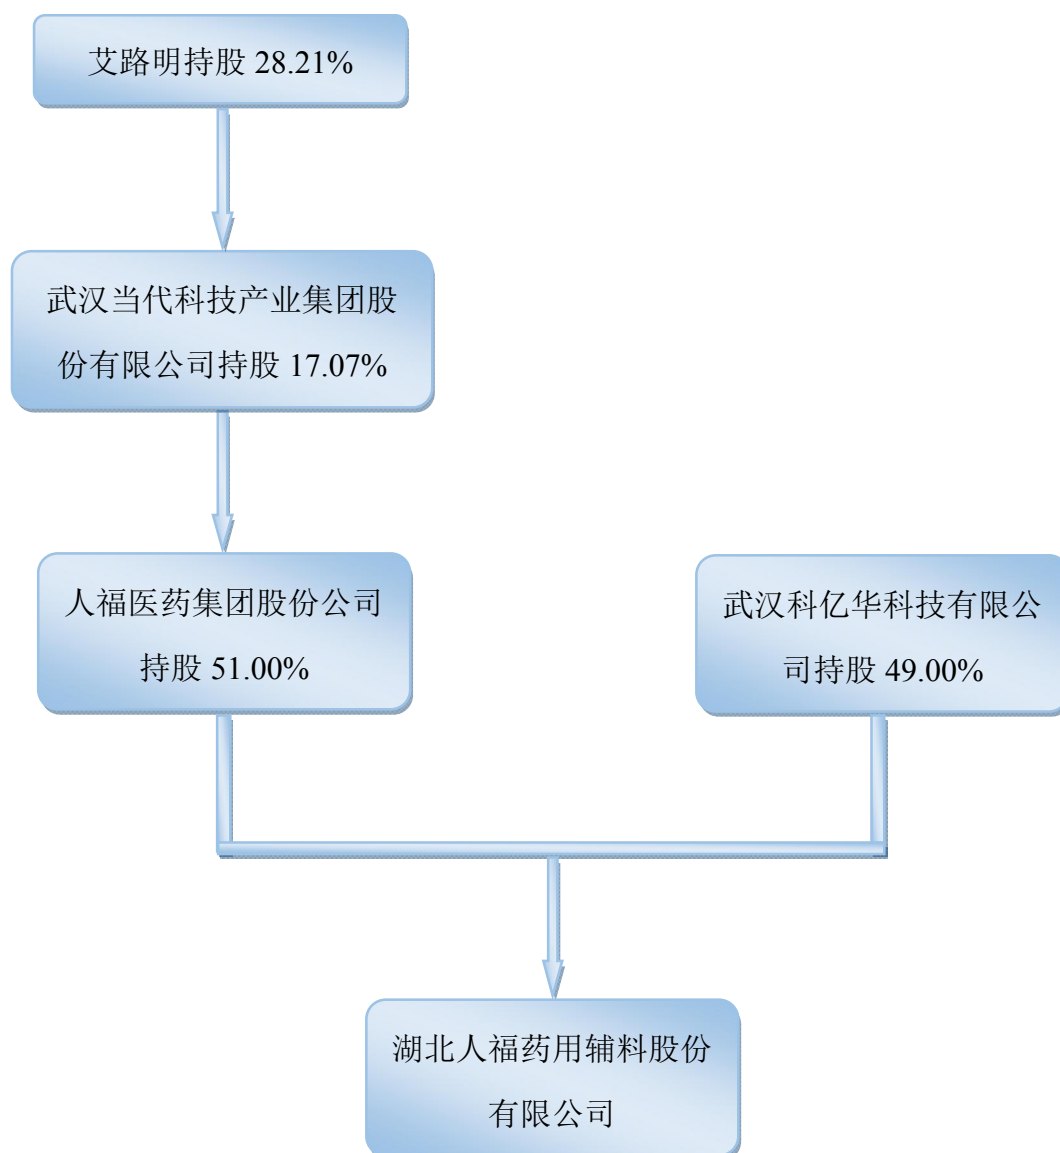 艾路明持股 28.21%
武汉当代科技产业集团股
份有限公司持股 17.07%
人福医药集团股份公司
持股 51.00%
武汉科亿华科技有限公
司持股 49.00%
湖北人福药用辅料股份
有限公司